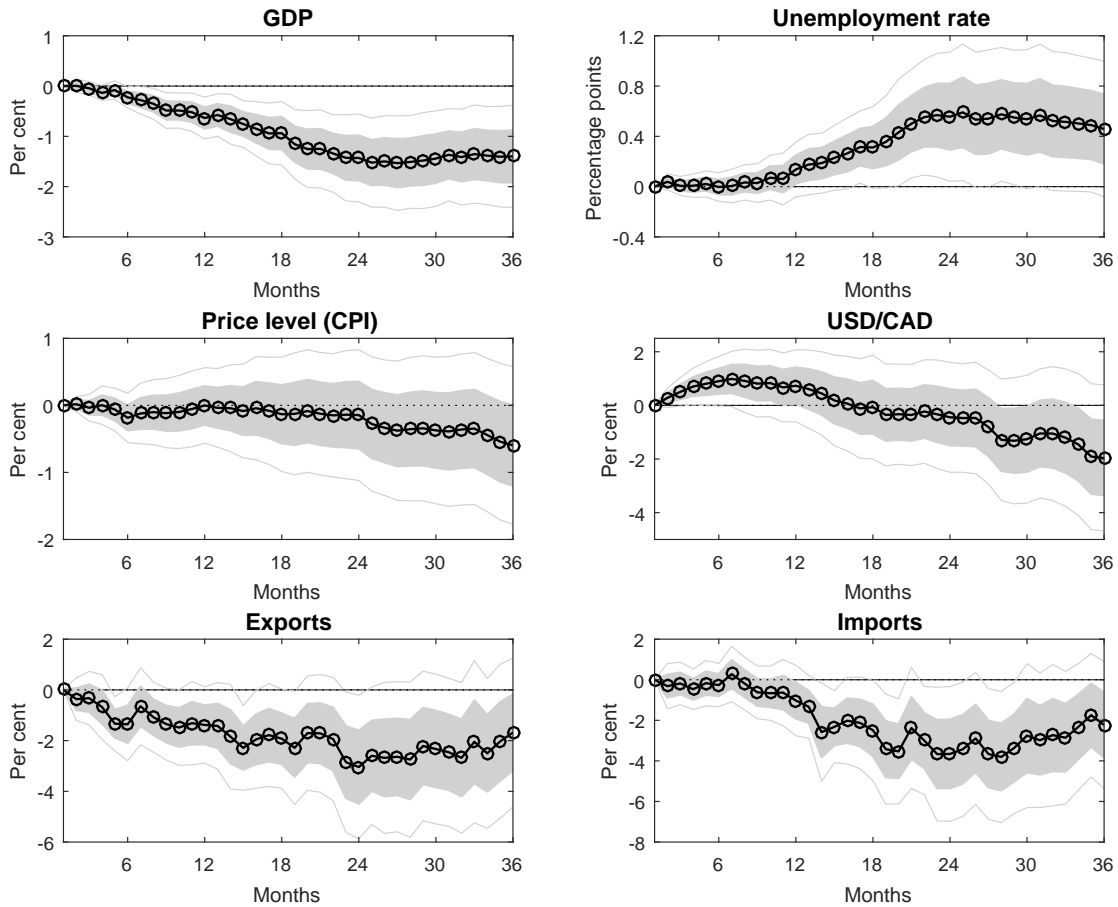 GDP
Per cent
1
0
-1
-2
-3
6 12 18 24 30 36
Months
Unemployment rate
Percentage points
1.2
0.8
0.4
0
-0.4
6 12 18 24 30 36
Months
Price level (CPI)
Per cent
1
0
-1
-2
6 12 18 24 30 36
Months
USD/CAD
Per cent
2
0
-2
-4
6 12 18 24 30 36
Months
Exports
Per cent
2
0
-2
-4
-6
6 12 18 24 30 36
Months
Imports
Per cent
2
0
-2
-4
-6
-8
6 12 18 24 30 36
Months